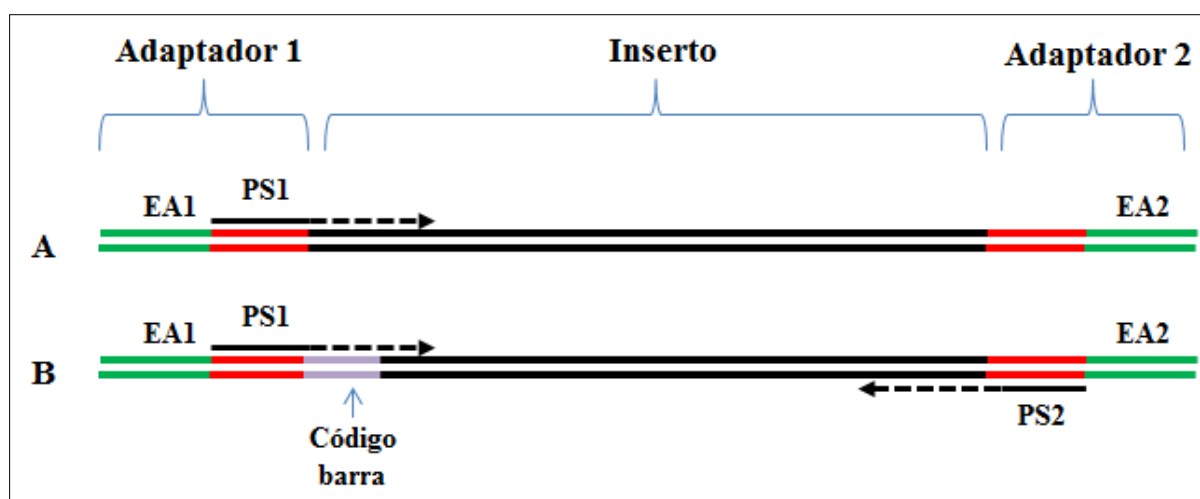 Adaptador 1
Inserto
Adaptador 2
PS1
EA1
EA2
A
PS1
EA1
EA2
B
PS2
Código
barra